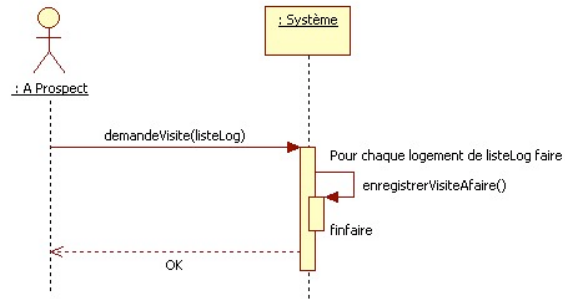 : Système
: A Prospect
demandeVisite(listeLog)
Pour chaque logement de listeLog faire
enregistrerVisiteAfaire()
finfaire
OK